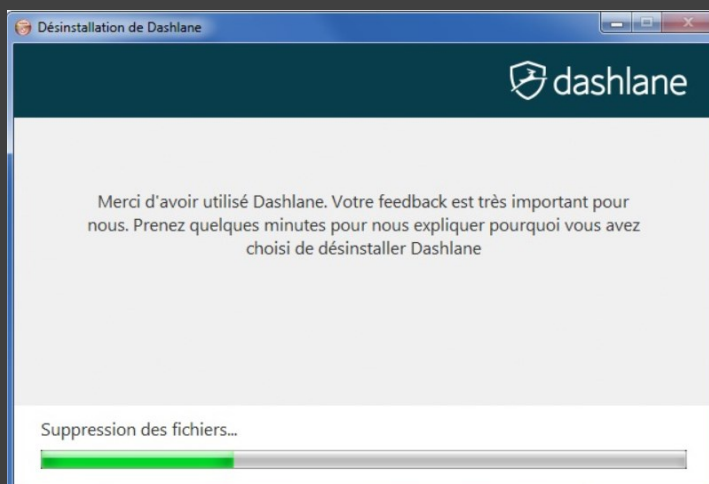 Désinstallation de Dashlane
dashlane
Merci d'avoir utilisé Dashlane. Votre feedback est très important pour
nous. Prenez quelques minutes pour nous expliquer pourquoi vous avez
choisi de désinstaller Dashlane
Suppression des fichiers...